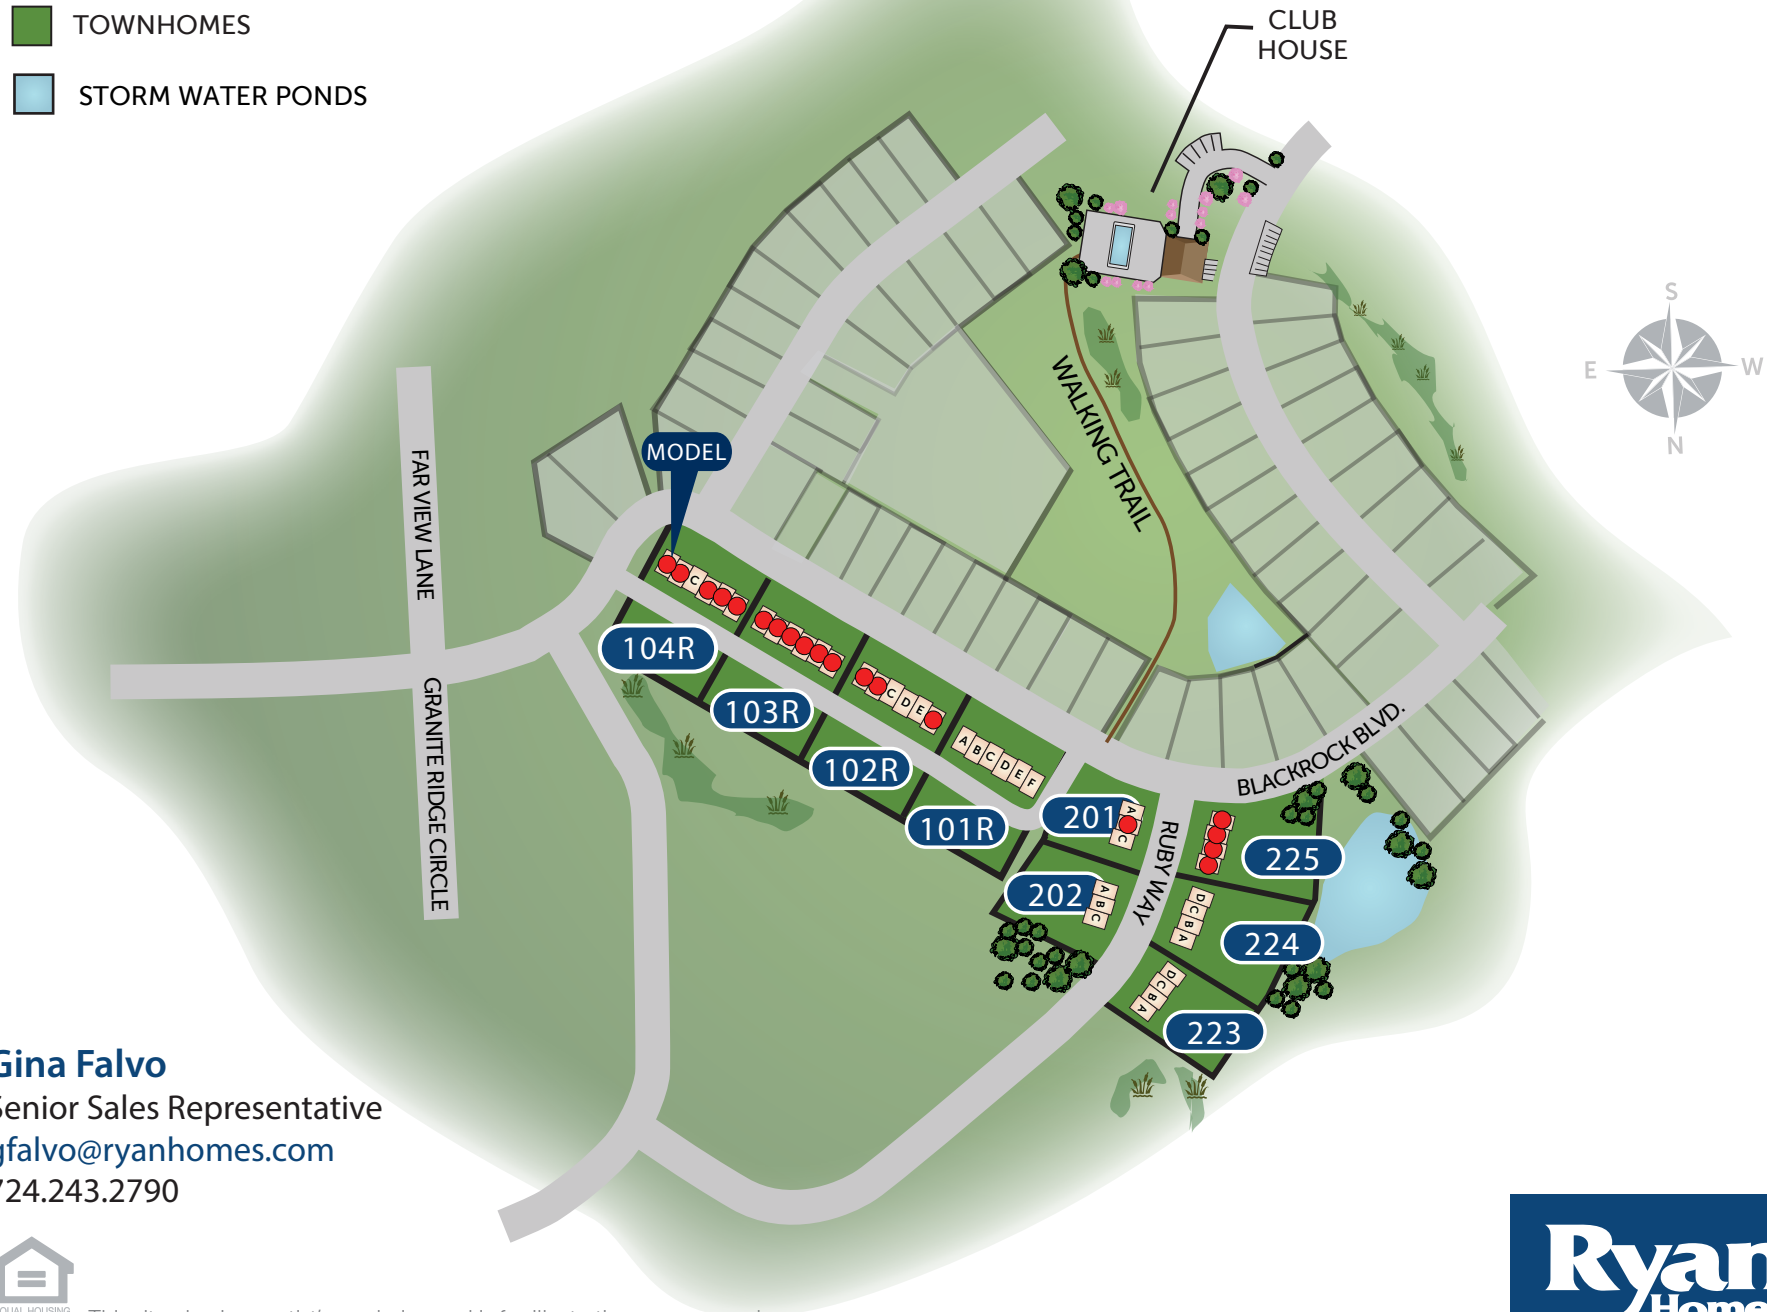 TOWNHOMES
STORM WATER PONDS
CLUB
HOUSE
S
E
W
N
WALKING TRAIL
FAR VIEW LANE
MODEL
C
104R
103R
C D E
102R
A B C D E F
101R
GRANITE RIDGE CIRCLE
BLACKROCK BLVD.
201
A
C
RUBY WAY
225
202
A
B
C
D
C
B
A
224
D
C
B
A
223
Gina Falvo
Senior Sales Representative
gfalvo@ryanhomes.com
724.243.2790
Ryan